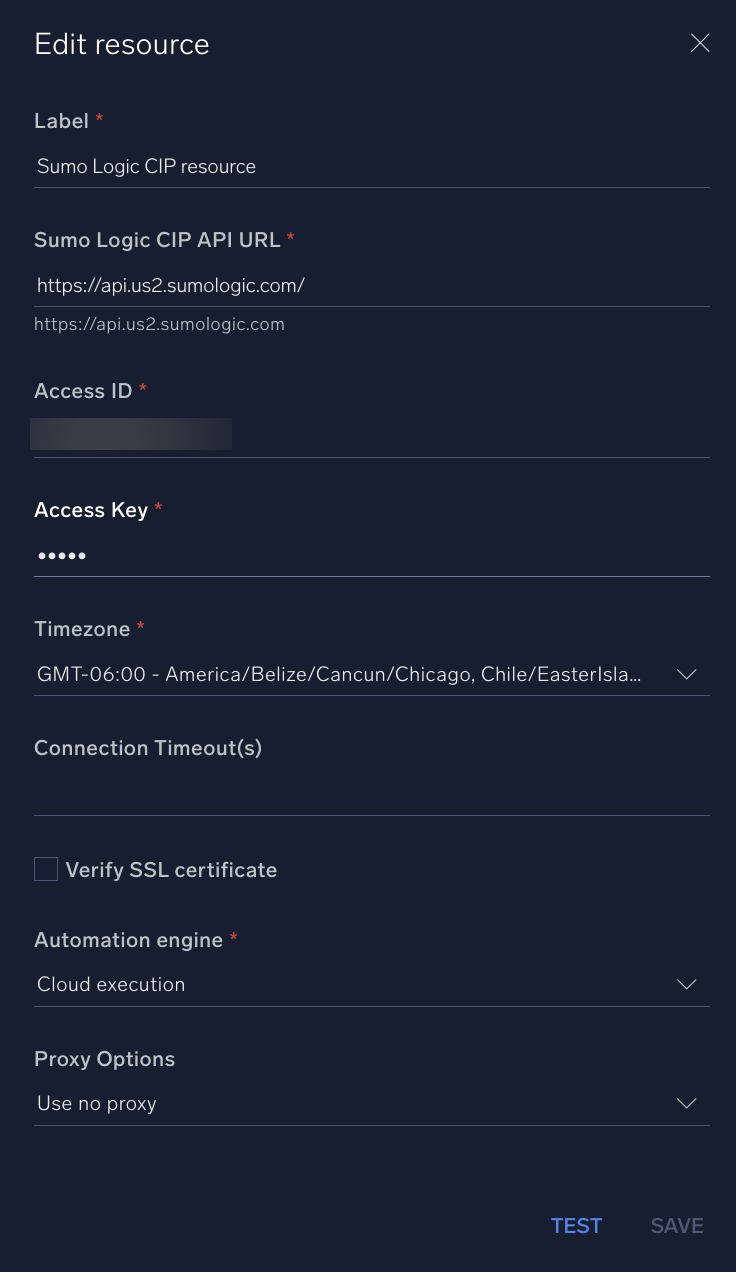 Edit resource
Label *
Sumo Logic CIP resource
Sumo Logic CIP API URL *
https://api.us2.sumologic.com/
https://api.us2.sumologic.com
Access ID *
Access Key *
•••••
Timezone *
GMT-06:00 - America/Belize/Cancun/Chicago, Chile/EasterIsla...
Connection Timeout(s)
Verify SSL certificate
Automation engine *
Cloud execution
Proxy Options
Use no proxy
TEST SAVE